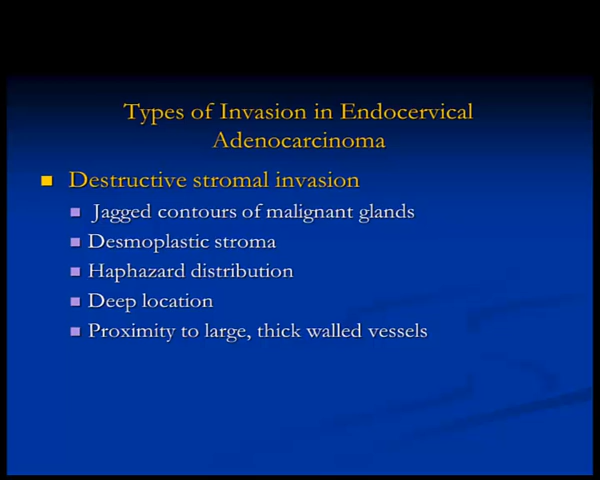 Types of Invasion in Endocervical
Adenocarcinoma
Destructive stromal invasion
Jagged contours of malignant glands
Desmoplastic stroma
Haphazard distribution
Deep location
Proximity to large, thick walled vessels